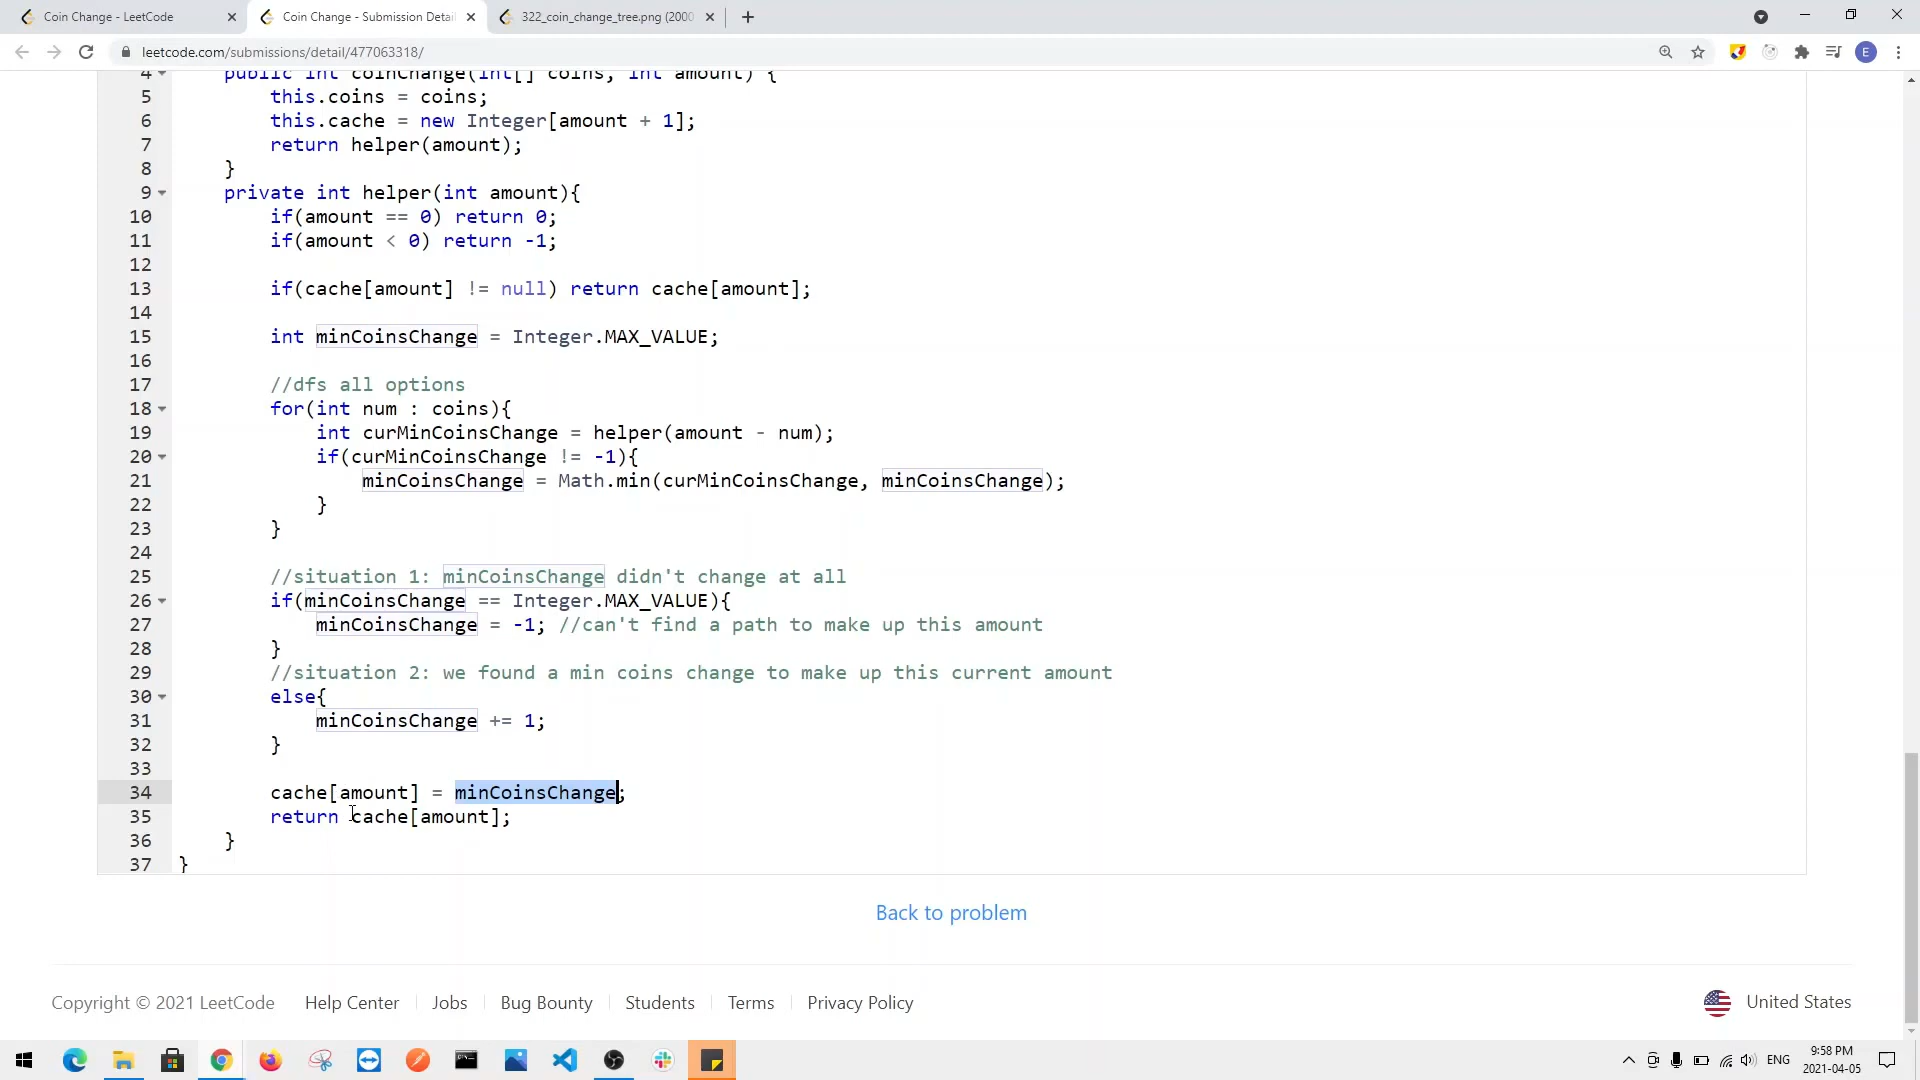 Coin Change - LeetCode
Coin Change - Submission Detai
322_coin_change_tree.png (2000
leetcode.com/submissions/detail/477063318/
4 public int coinChange(int[] coins, int amount) {
5 this.coins = coins;
6 this.cache = new Integer[amount + 1];
7 return helper(amount);
8 }
9 private int helper(int amount){
10 if(amount == 0) return 0;
11 if(amount < 0) return -1;
12
13 if(cache[amount] != null) return cache[amount];
14
15 int minCoinsChange = Integer.MAX_VALUE;
16
17 //dfs all options
18 for(int num : coins){
19 int curMinCoinsChange = helper(amount - num);
20 if(curMinCoinsChange != -1){
21 minCoinsChange = Math.min(curMinCoinsChange, minCoinsChange);
22 }
23 }
24
25 //situation 1: minCoinsChange didn't change at all
26 if(minCoinsChange == Integer.MAX_VALUE){
27 minCoinsChange = -1; //can't find a path to make up this amount
28 }
29 //situation 2: we found a min coins change to make up this current amount
30 else{
31 minCoinsChange += 1;
32 }
33
34 cache[amount] = minCoinsChange;
35 return cache[amount];
36 }
37 }
Back to problem
Copyright © 2021 LeetCode Help Center Jobs Bug Bounty Students Terms Privacy Policy United States
E
ENG
9:58 PM
2021-04-05